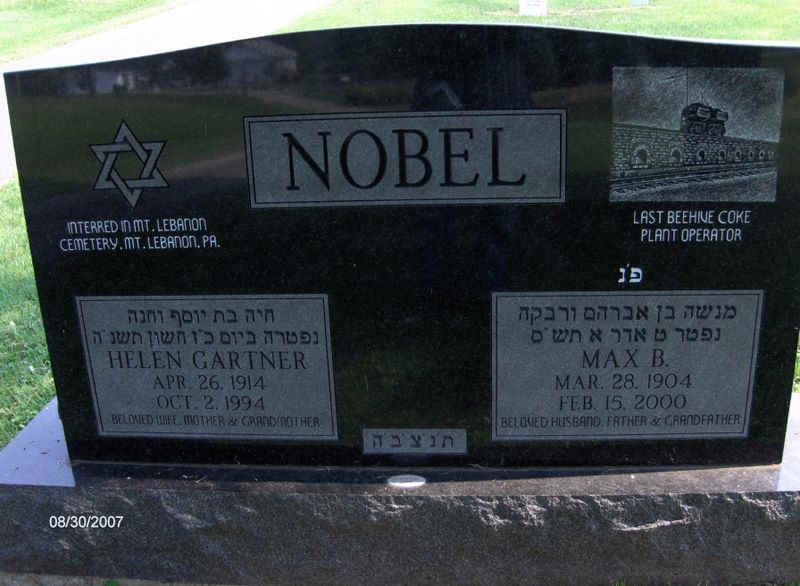 NOBEL
INTERRED IN MT. LEBANON
CEMETERY, MT. LEBANON, PA.
LAST BEEHIVE COKE
PLANT OPERATOR
פ״נ
חיה בת יוסף וחנה
נפטרה ביום כ״ז חשון תשנ״ה
HELEN GARTNER
APR. 26, 1914
OCT. 2, 1994
BELOVED WIFE, MOTHER & GRANDMOTHER
מנשה בן אברהם ורבקה
נפטר ט אדר א תש״ס
MAX B.
MAR. 28, 1904
FEB. 15, 2000
BELOVED HUSBAND, FATHER & GRANDFATHER
תנצבה
08/30/2007